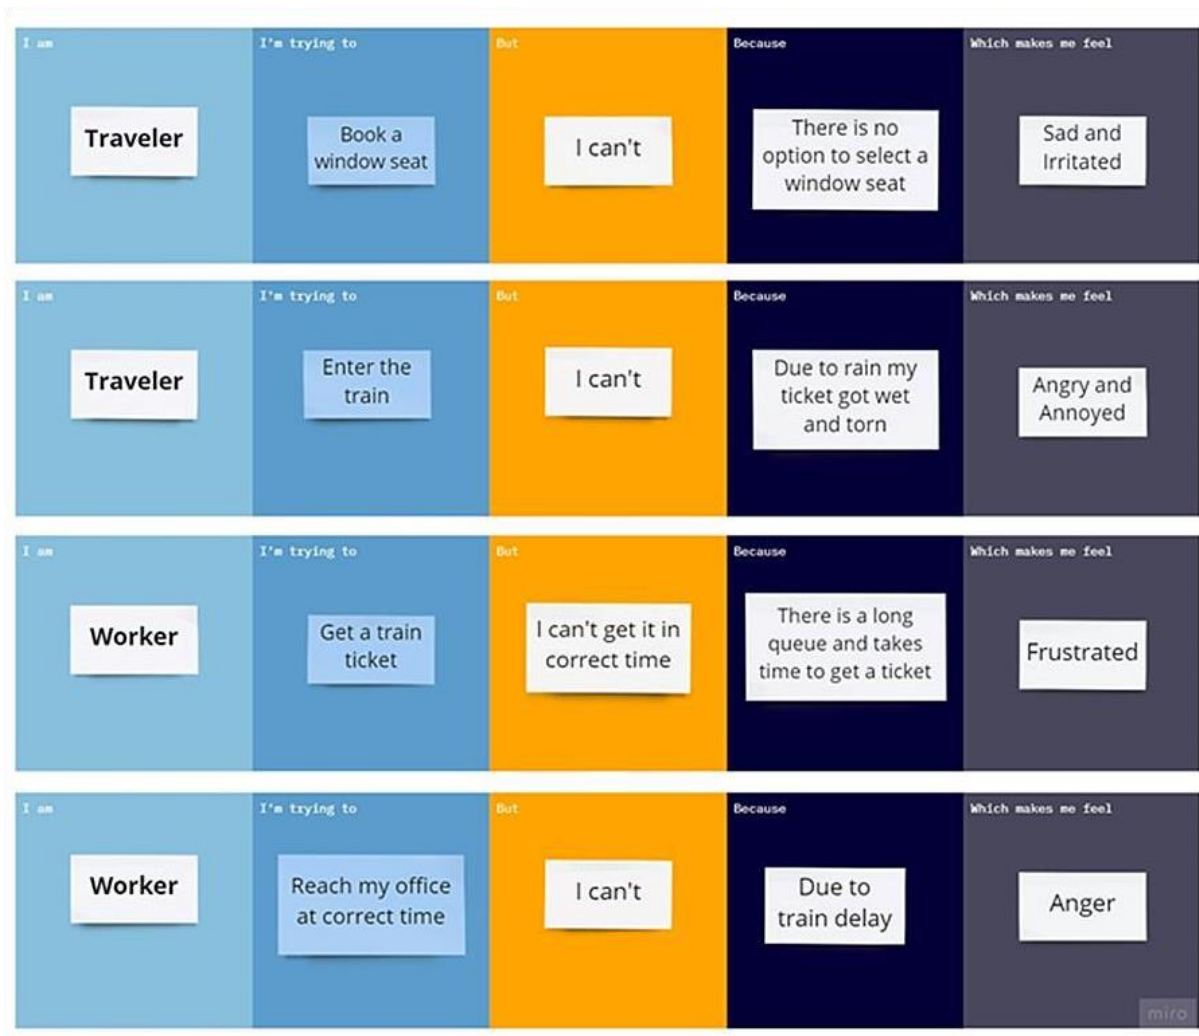 I am
I'm trying to
But
Because
Which makes me feel
Traveler
Book a
window seat
I can't
There is no
option to select a
window seat
Sad and
Irritated
I am
I'm trying to
But
Because
Which makes me feel
Traveler
Enter the
train
I can't
Due to rain my
ticket got wet
and torn
Angry and
Annoyed
I am
I'm trying to
But
Because
Which makes me feel
Worker
Get a train
ticket
I can't get it in
correct time
There is a long
queue and takes
time to get a ticket
Frustrated
I am
I'm trying to
But
Because
Which makes me feel
Worker
Reach my office
at correct time
I can't
Due to
train delay
Anger
miro